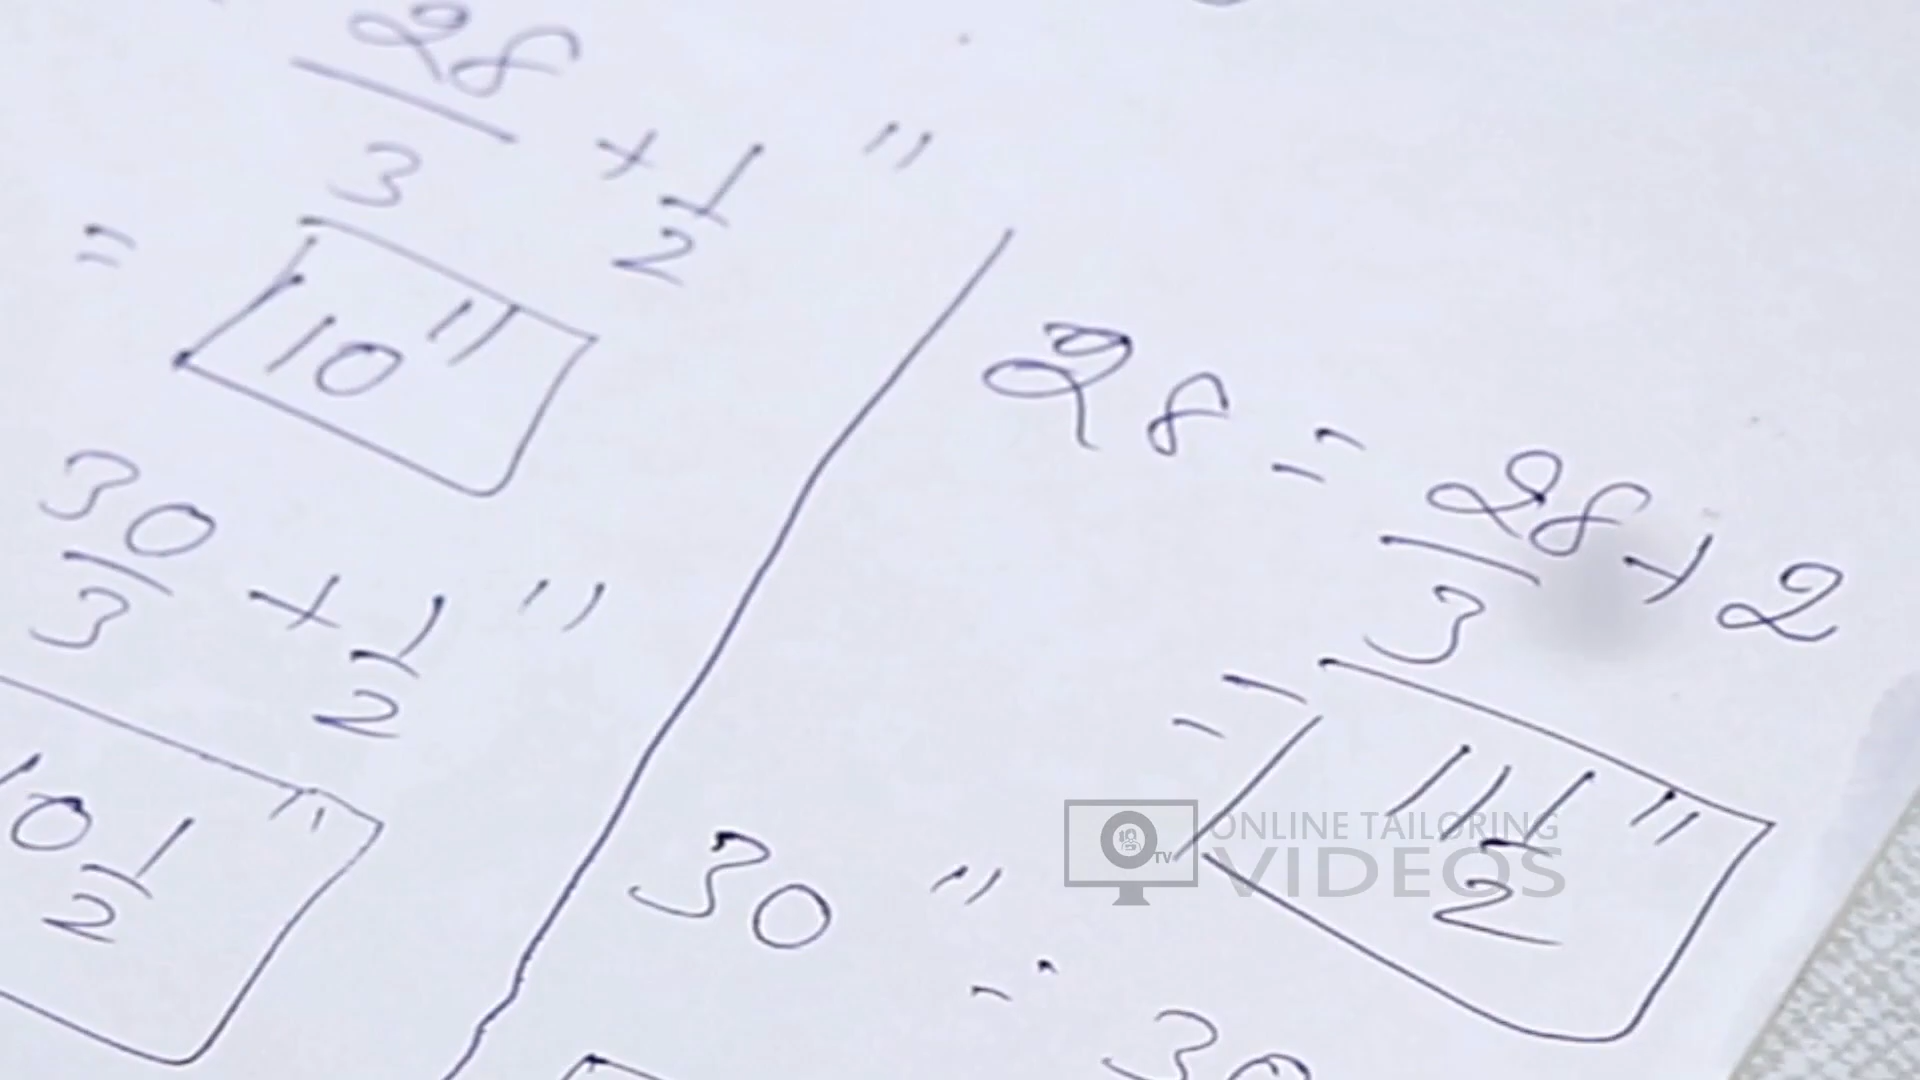 28/3 + 1/2 "
= 10"
30/3 + 1/2 "
10 1/2 "
28 = 28/3 + 2
= 11 1/2 "
30 "
= 30
ONLINE TAILORING
VIDEOS
TV